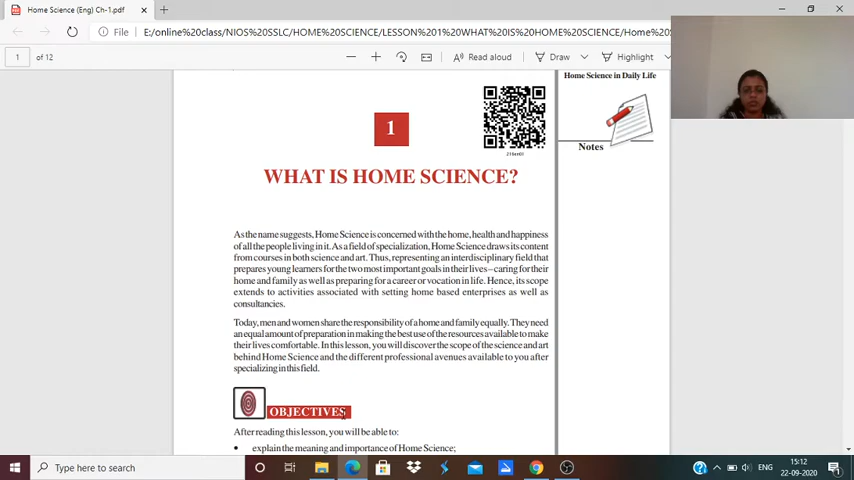 Home Science (Eng) Ch-1.pdf
File
E:/online%20class/NIOS%20SSLC/HOME%20SCIENCE/LESSON%201%20WHAT%20IS%20HOME%20SCIENCE/Home%20S
1 of 12
Read aloud
Draw
Highlight
Home Science in Daily Life
1
Notes
WHAT IS HOME SCIENCE?
As the name suggests, Home Science is concerned with the home, health and happiness
of all the people living in it. As a field of specialization, Home Science draws its content
from courses in both science and art. Thus, representing an interdisciplinary field that
prepares young learners for the two most important goals in their lives – caring for their
home and family as well as preparing for a career or vocation in life. Hence, its scope
extends to activities associated with setting home based enterprises as well as
consultancies.
Today, men and women share the responsibility of a home and family equally. They need
an equal amount of preparation in making the best use of the resources available to make
their lives comfortable. In this lesson, you will discover the scope of the science and art
behind Home Science and the different professional avenues available to you after
specializing in this field.
OBJECTIVES
After reading this lesson, you will be able to:
• explain the meaning and importance of Home Science;
Type here to search
ENG
15:12
22-09-2020